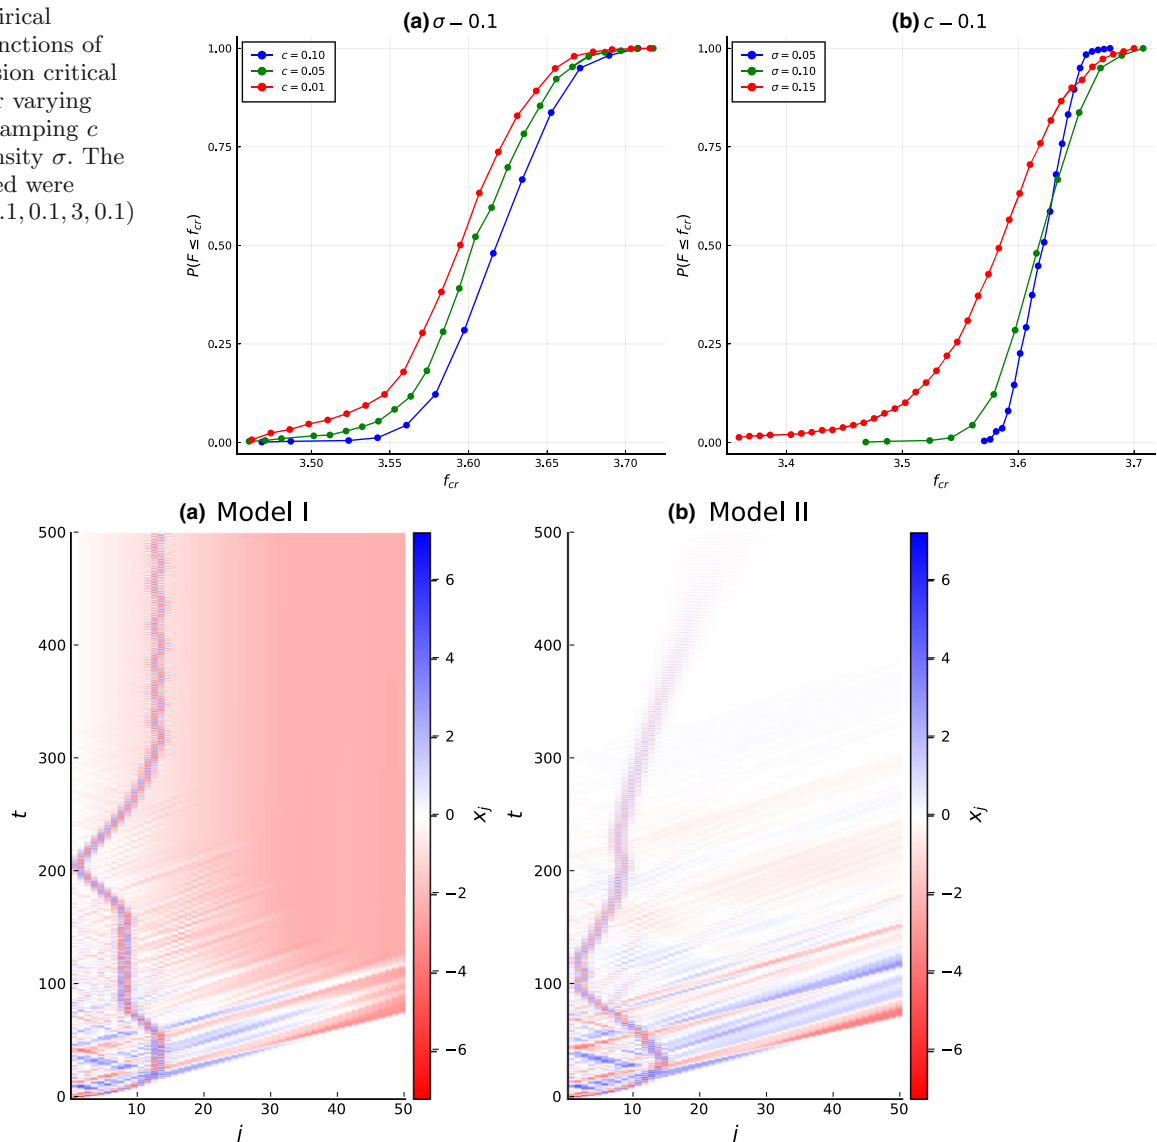 irical
nctions of
sion critical
r varying
amping c
nsity σ. The
ed were
.1, 0.1, 3, 0.1)
(a) σ − 0.1
1.00
0.75
0.50
0.25
0.00
P(F ≤ f_cr)
c = 0.10
c = 0.05
c = 0.01
3.50
3.55
3.60
3.65
3.70
f_cr
(b) c − 0.1
1.00
0.75
0.50
0.25
0.00
P(F ≤ f_cr)
σ = 0.05
σ = 0.10
σ = 0.15
3.4
3.5
3.6
3.7
f_cr
(a) Model I
500
400
300
200
100
0
t
10
20
30
40
50
j
6
4
2
0
−2
−4
−6
x_j
(b) Model II
500
400
300
200
100
0
t
10
20
30
40
50
j
6
4
2
0
−2
−4
−6
x_j